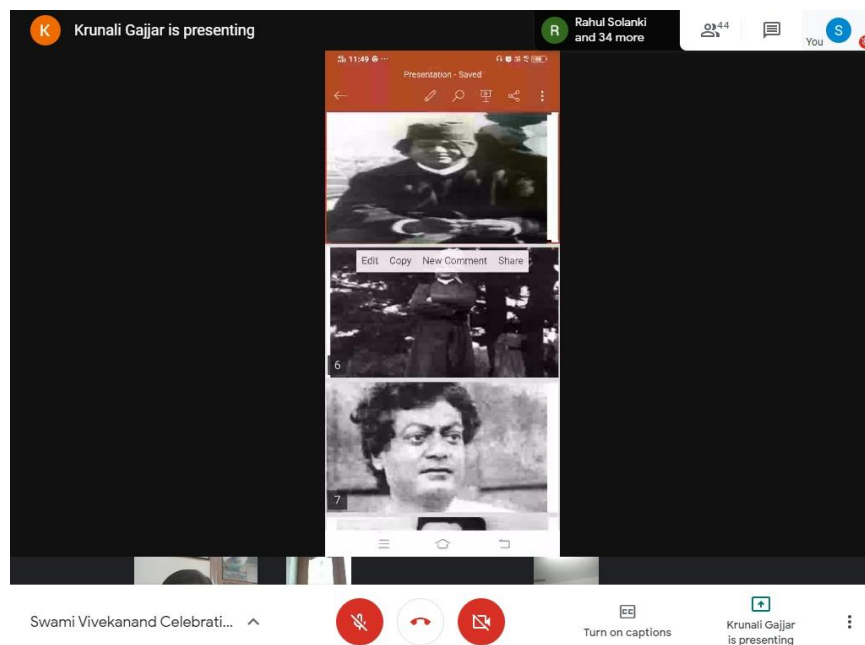 K
Krunali Gajjar is presenting
R
Rahul Solanki
and 34 more
44
You
S
11:49
Presentation - Saved
Edit Copy New Comment Share
6
7
Swami Vivekanand Celebrati...
CC
Turn on captions
Krunali Gajjar
is presenting